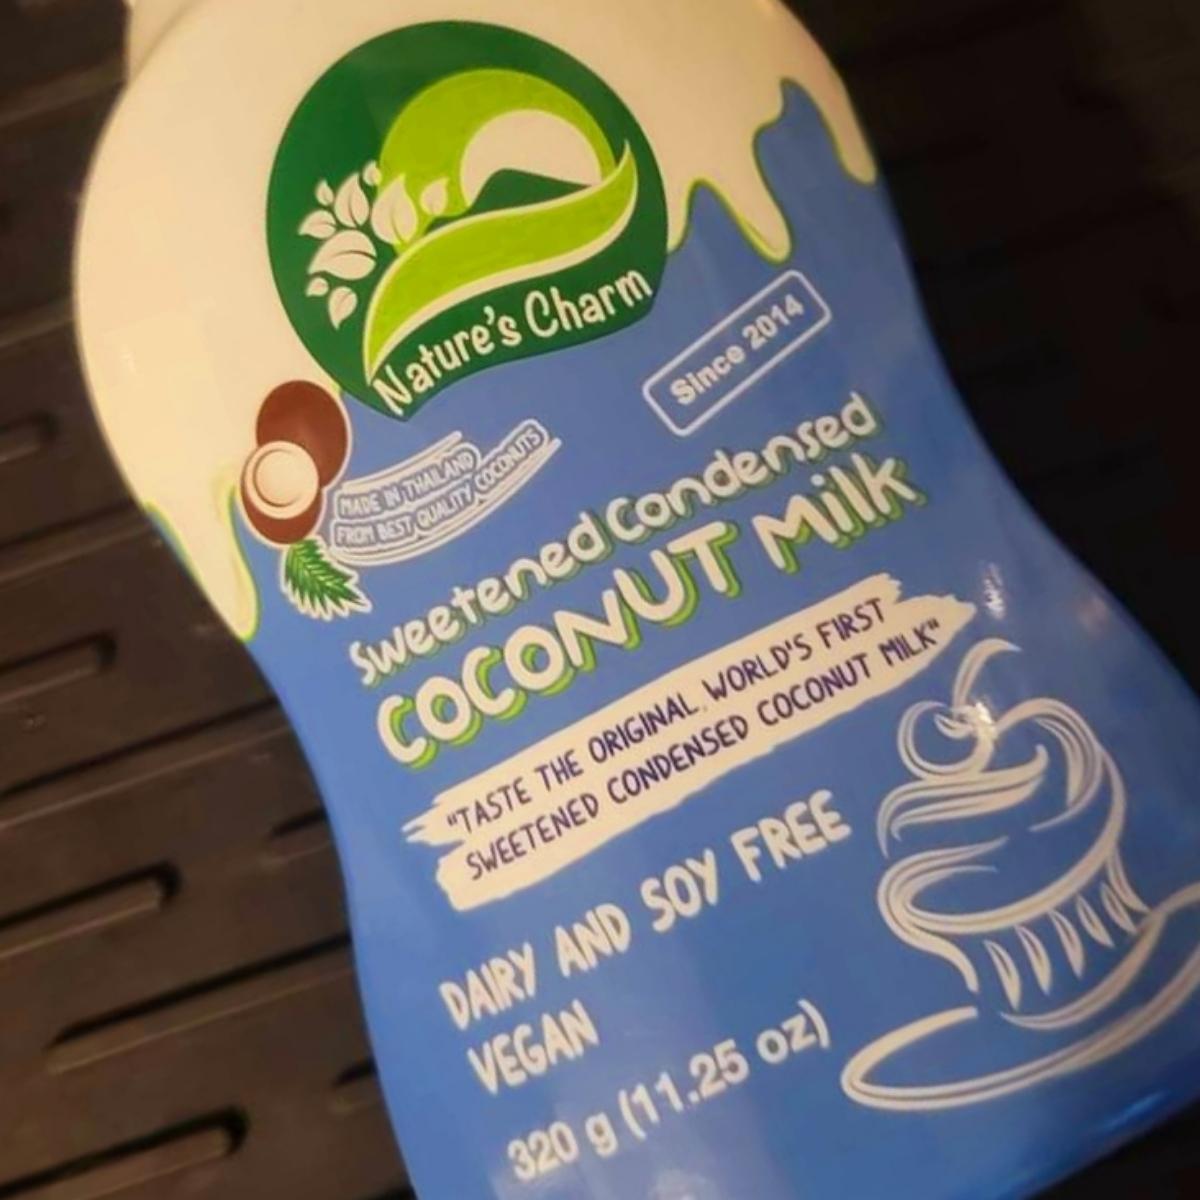 Nature's Charm
Since 2014
MADE IN THAILAND
FROM BEST QUALITY COCONUTS
Sweetened Condensed
COCONUT Milk
"TASTE THE ORIGINAL WORLD'S FIRST
SWEETENED CONDENSED COCONUT MILK"
DAIRY AND SOY FREE
VEGAN
320 g (11.25 oz)